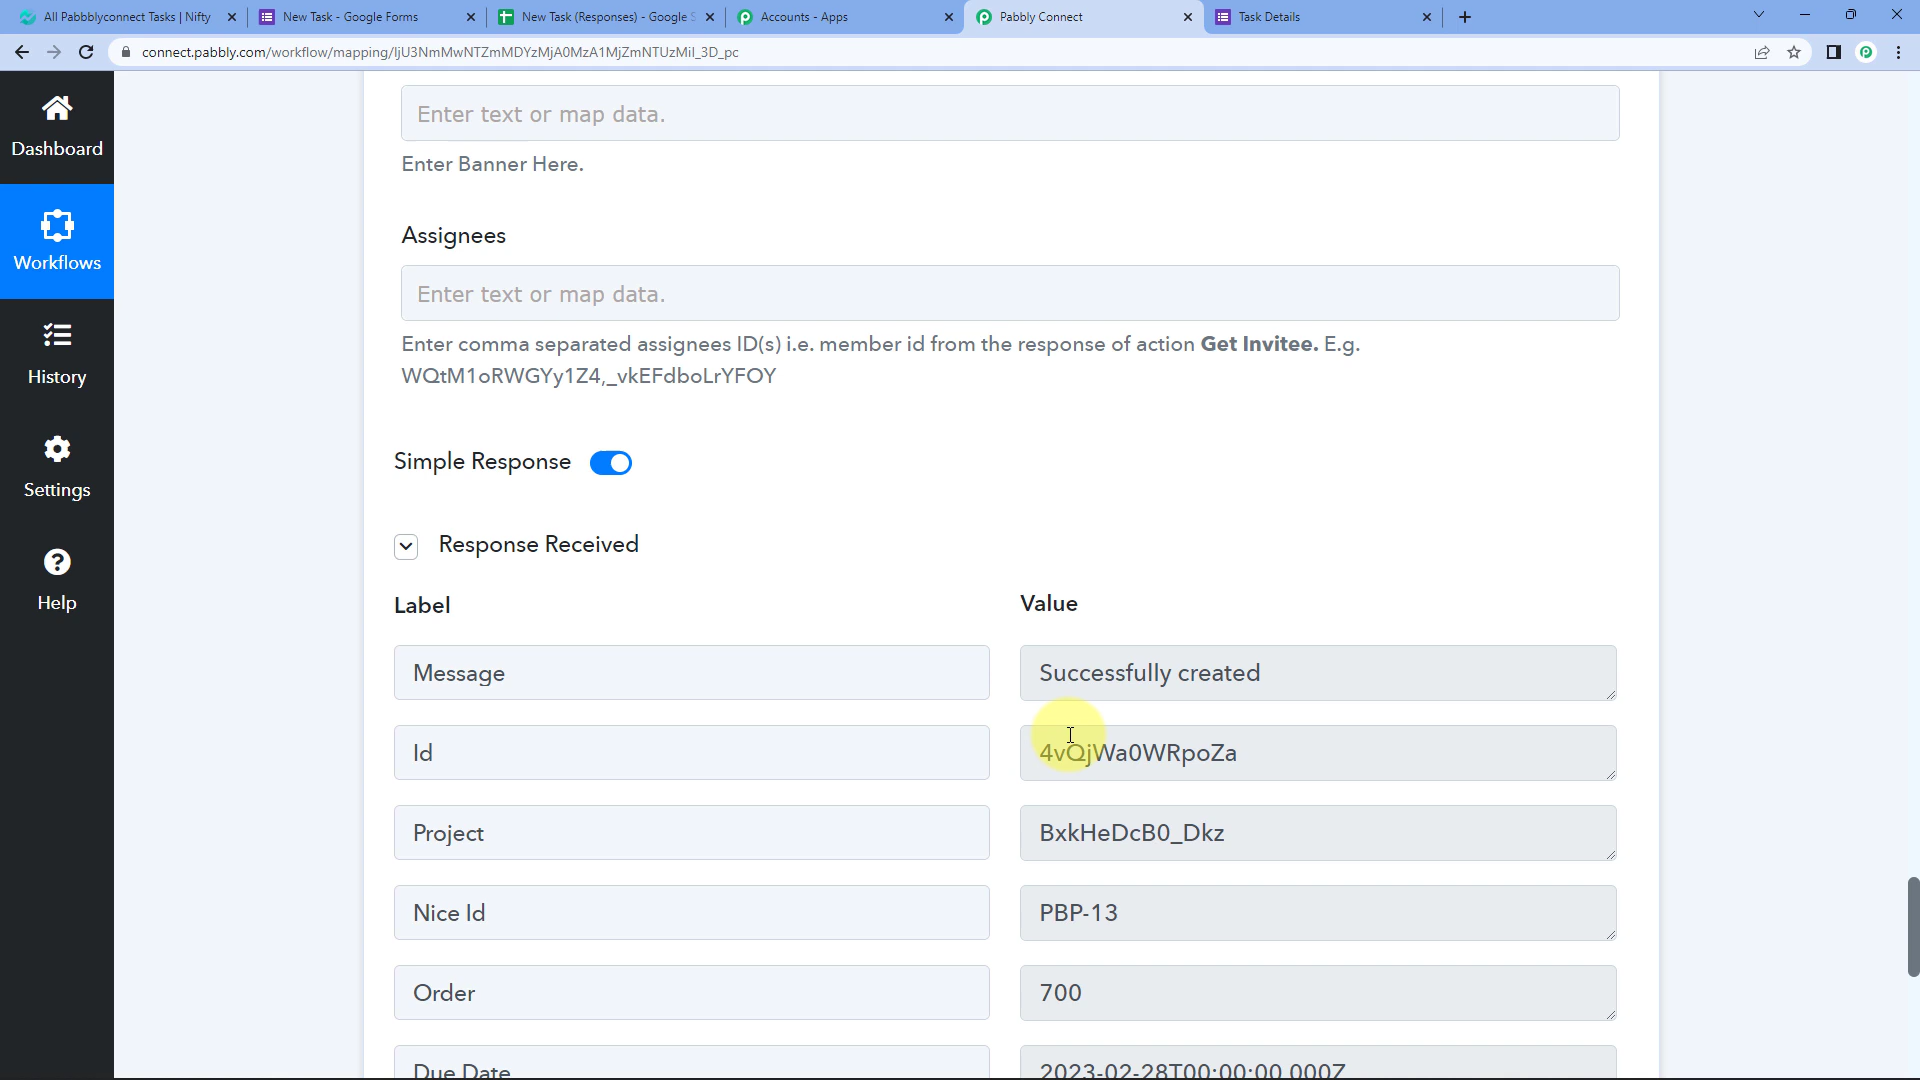 All Pabbblyconnect Tasks | Nifty
New Task - Google Forms
New Task (Responses) - Google S
Accounts - Apps
Pabbly Connect
Task Details
connect.pabbly.com/workflow/mapping/IjU3NmMwNTZmMDYzMjA0MzA1MjZmNTUzMiI_3D_pc
Dashboard
Workflows
History
Settings
Help
Enter text or map data.
Enter Banner Here.
Assignees
Enter text or map data.
Enter comma separated assignees ID(s) i.e. member id from the response of action Get Invitee. E.g.
WQtM1oRWGYy1Z4,_vkEFdboLrYFOY
Simple Response
Response Received
Label
Value
Message
Successfully created
Id
4vQjWa0WRpoZa
Project
BxkHeDcB0_Dkz
Nice Id
PBP-13
Order
700
Due Date
2023-02-28T00:00:00.000Z